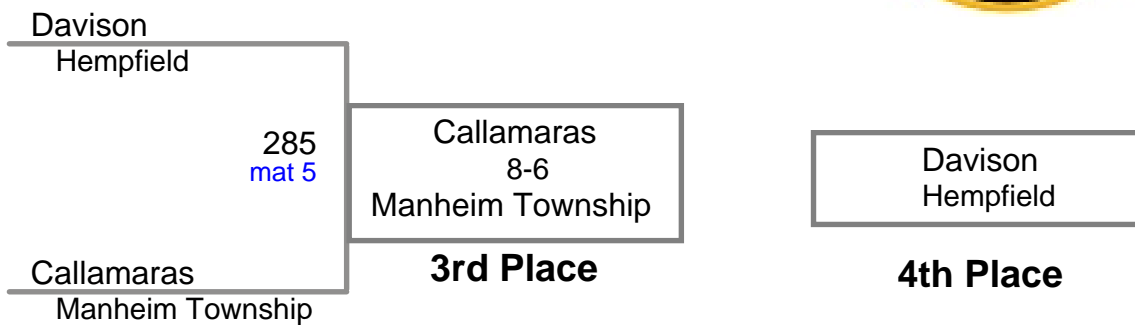 Davison
Hempfield
285
mat 5
Callamaras
Manheim Township
Callamaras
8-6
Manheim Township
3rd Place
Davison
Hempfield
4th Place